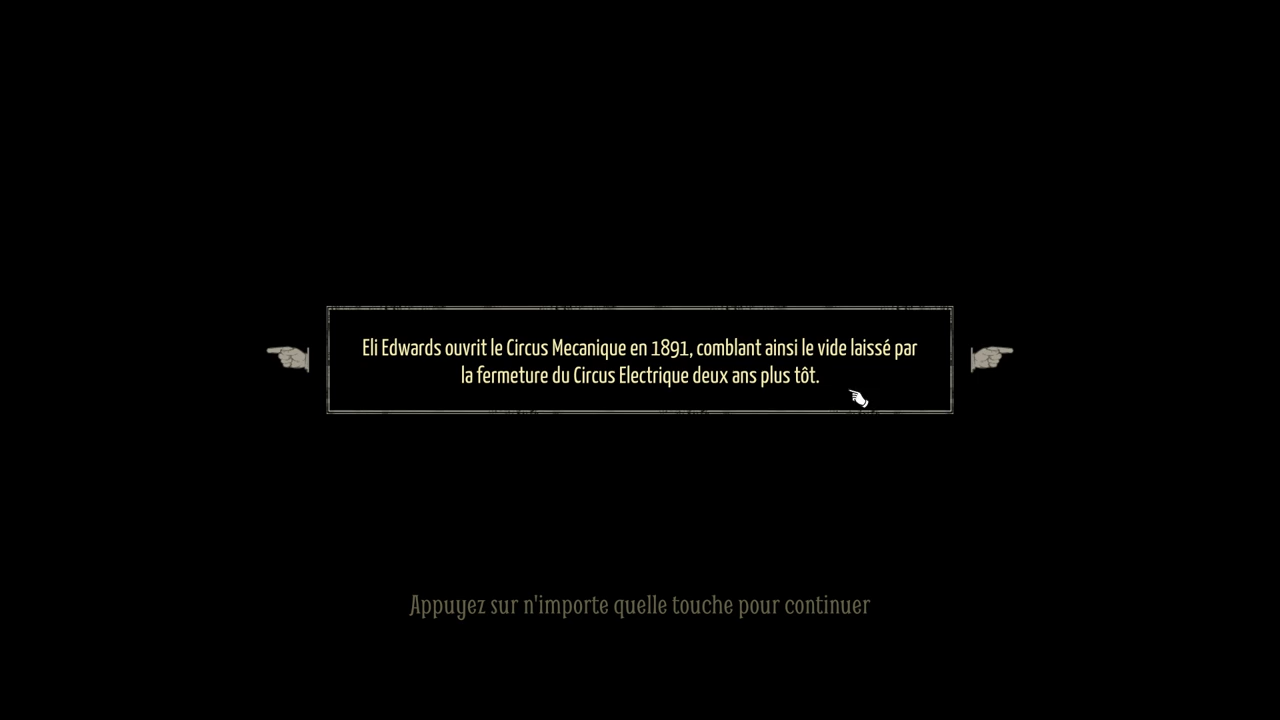 Eli Edwards ouvrit le Circus Mecanique en 1891, comblant ainsi le vide laissé par
la fermeture du Circus Electrique deux ans plus tôt.
Appuyez sur n'importe quelle touche pour continuer